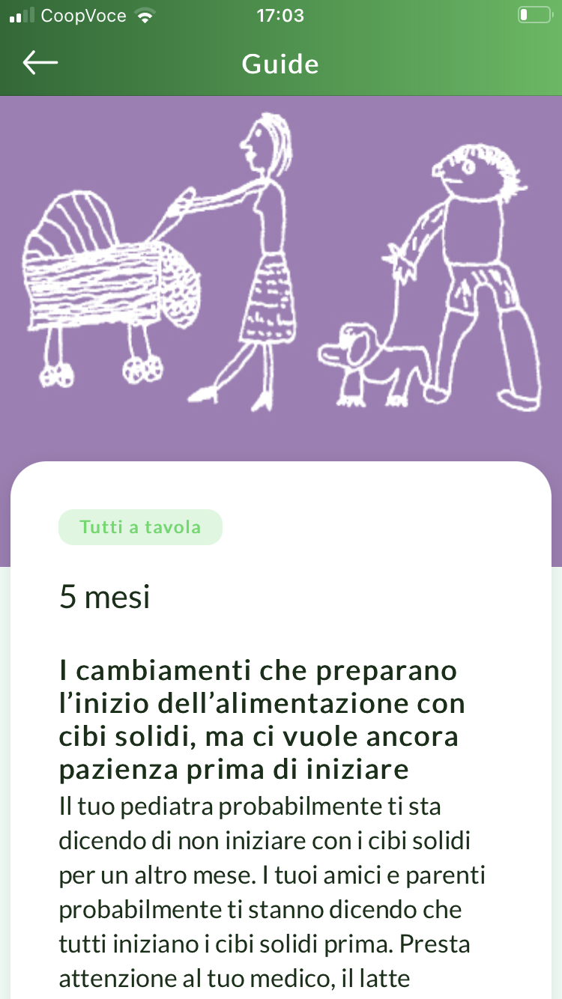 CoopVoce
17:03
Guide
Tutti a tavola
5 mesi
I cambiamenti che preparano
l’inizio dell’alimentazione con
cibi solidi, ma ci vuole ancora
pazienza prima di iniziare
Il tuo pediatra probabilmente ti sta
dicendo di non iniziare con i cibi solidi
per un altro mese. I tuoi amici e parenti
probabilmente ti stanno dicendo che
tutti iniziano i cibi solidi prima. Presta
attenzione al tuo medico, il latte